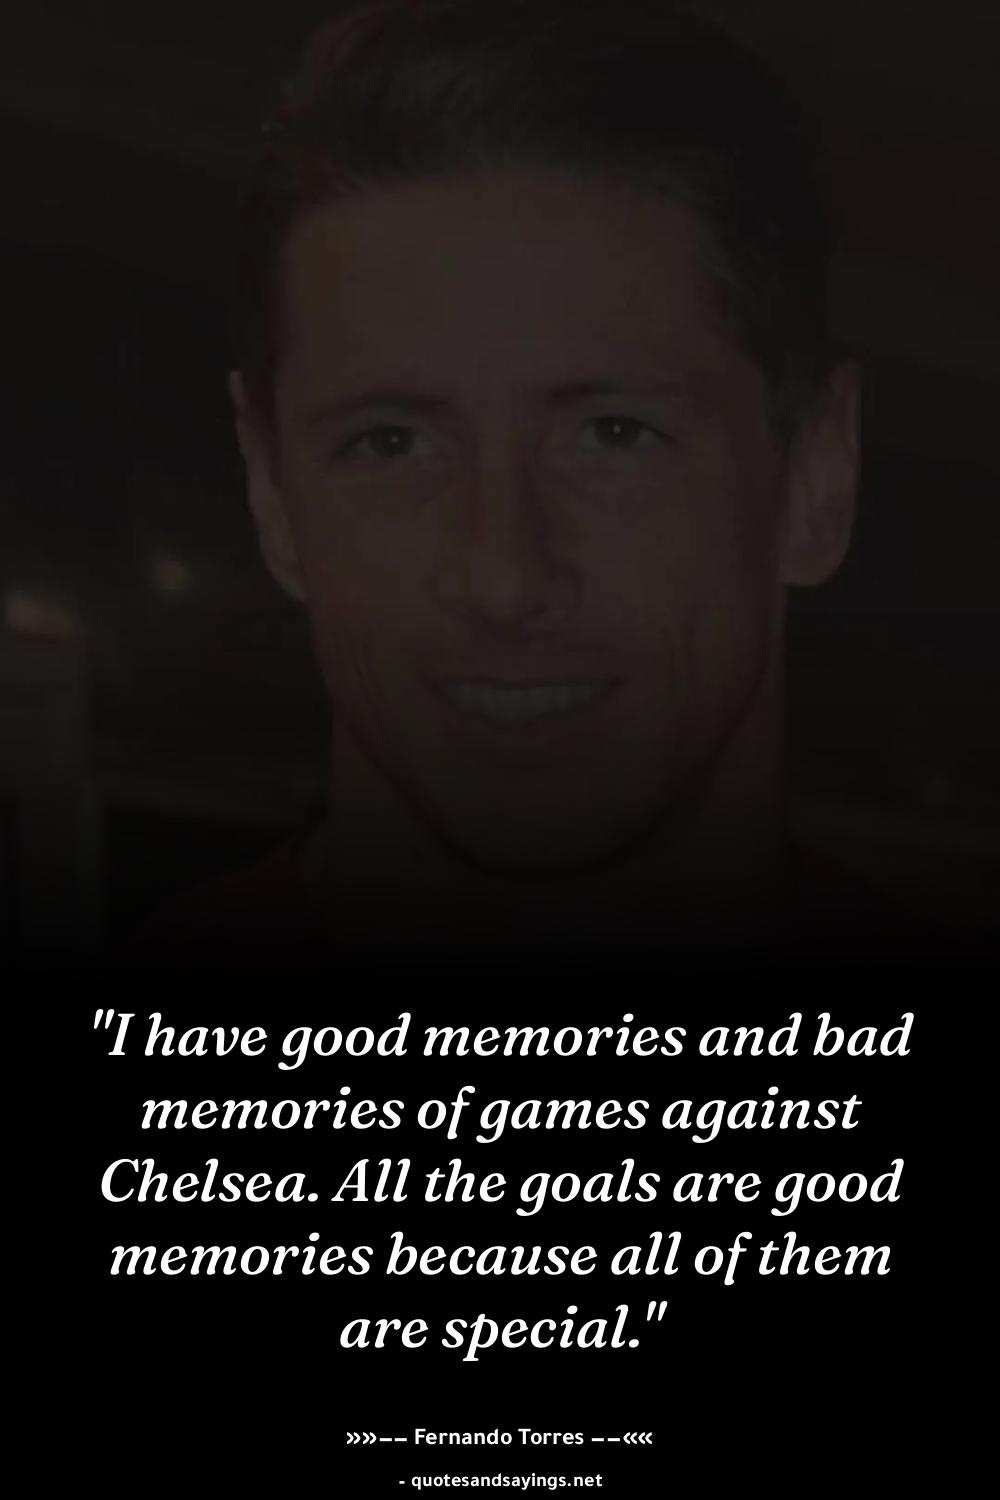 "I have good memories and bad
memories of games against
Chelsea. All the goals are good
memories because all of them
are special."
»»−− Fernando Torres −−««
- quotesandsayings.net